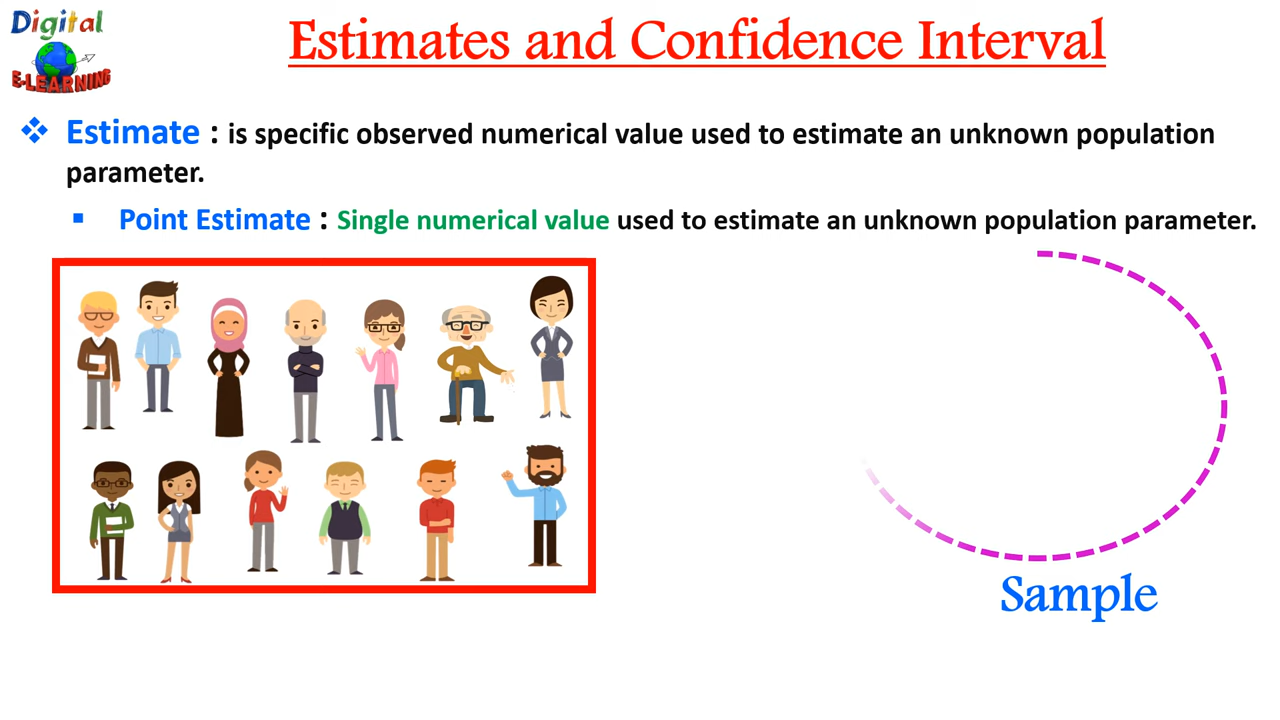 Digital
E-LEARNING
Estimates and Confidence Interval
❖ Estimate : is specific observed numerical value used to estimate an unknown population
parameter.
▪ Point Estimate : Single numerical value used to estimate an unknown population parameter.
Sample